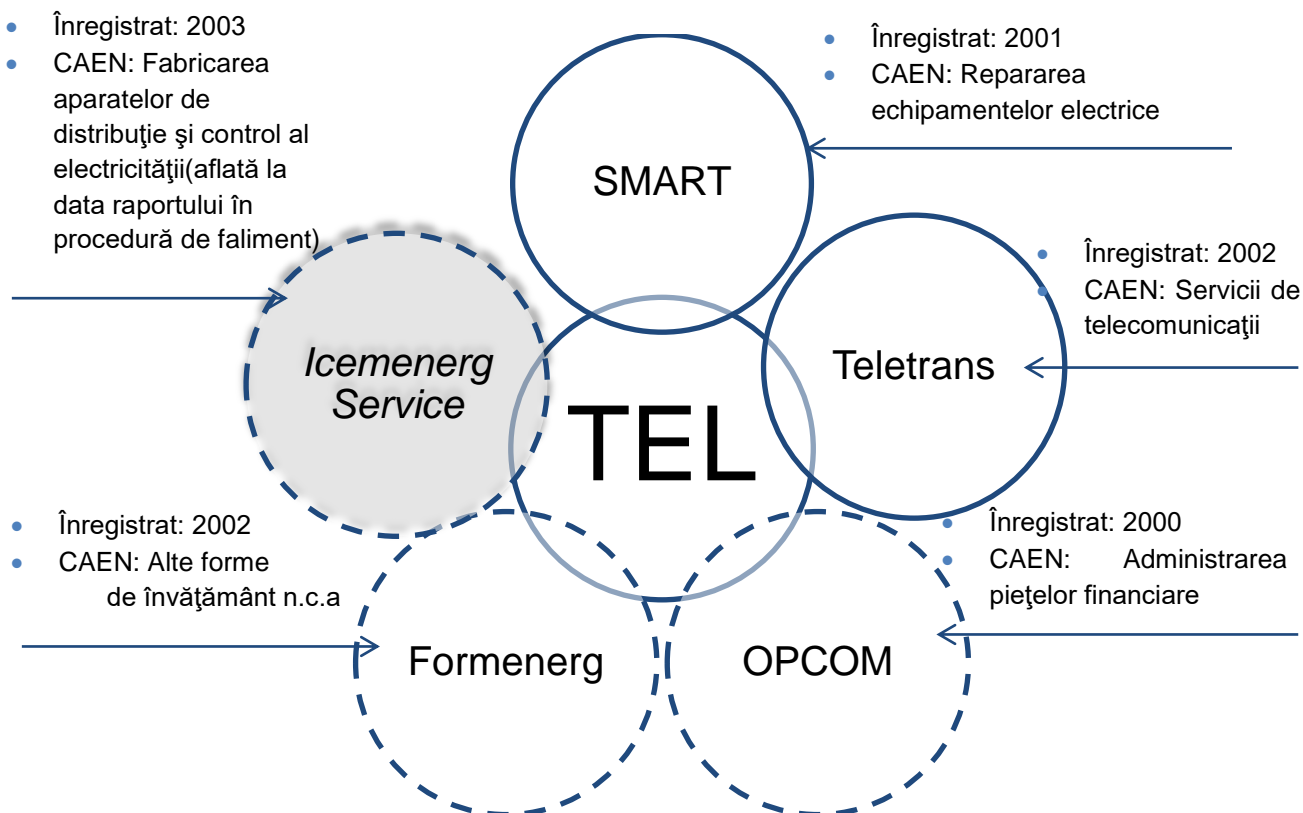 Înregistrat: 2003
CAEN: Fabricarea
aparatelor de
distribuţie şi control al
electricităţii(aflată la
data raportului în
procedură de faliment)
Înregistrat: 2001
CAEN: Repararea
echipamentelor electrice
SMART
Înregistrat: 2002
CAEN: Servicii de
telecomunicaţii
Teletrans
Icemenerg
Service
TEL
Înregistrat: 2002
CAEN: Alte forme
de învăţământ n.c.a
Înregistrat: 2000
CAEN: Administrarea
pieţelor financiare
Formenerg
OPCOM